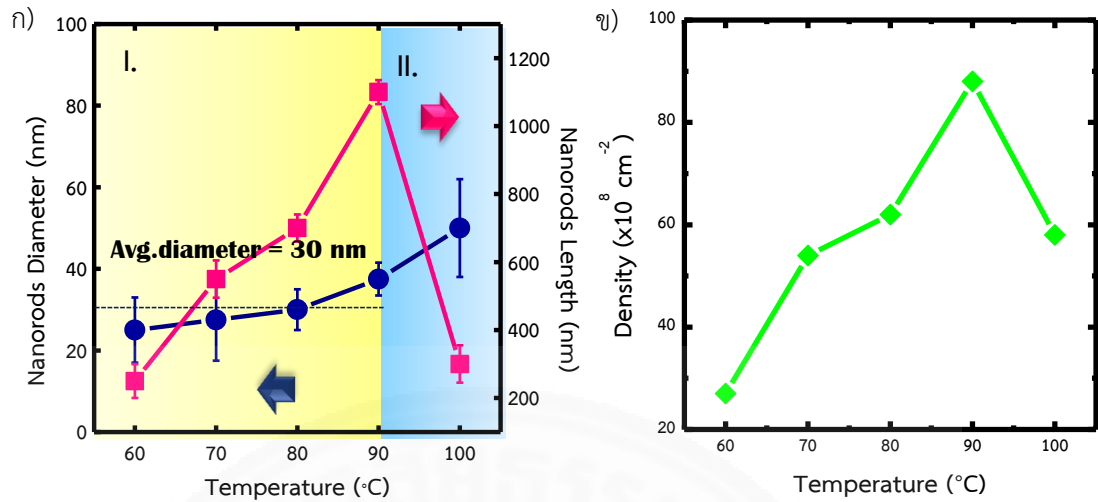 ก)
I.
II.
Avg.diameter = 30 nm
Nanorods Diameter (nm)
100
80
60
40
20
0
1200
1000
800
600
400
200
Nanorods Length (nm)
60 70 80 90 100
Temperature (°C)
ข)
Density (x10⁸ cm⁻²)
100
80
60
40
20
60 70 80 90 100
Temperature (°C)